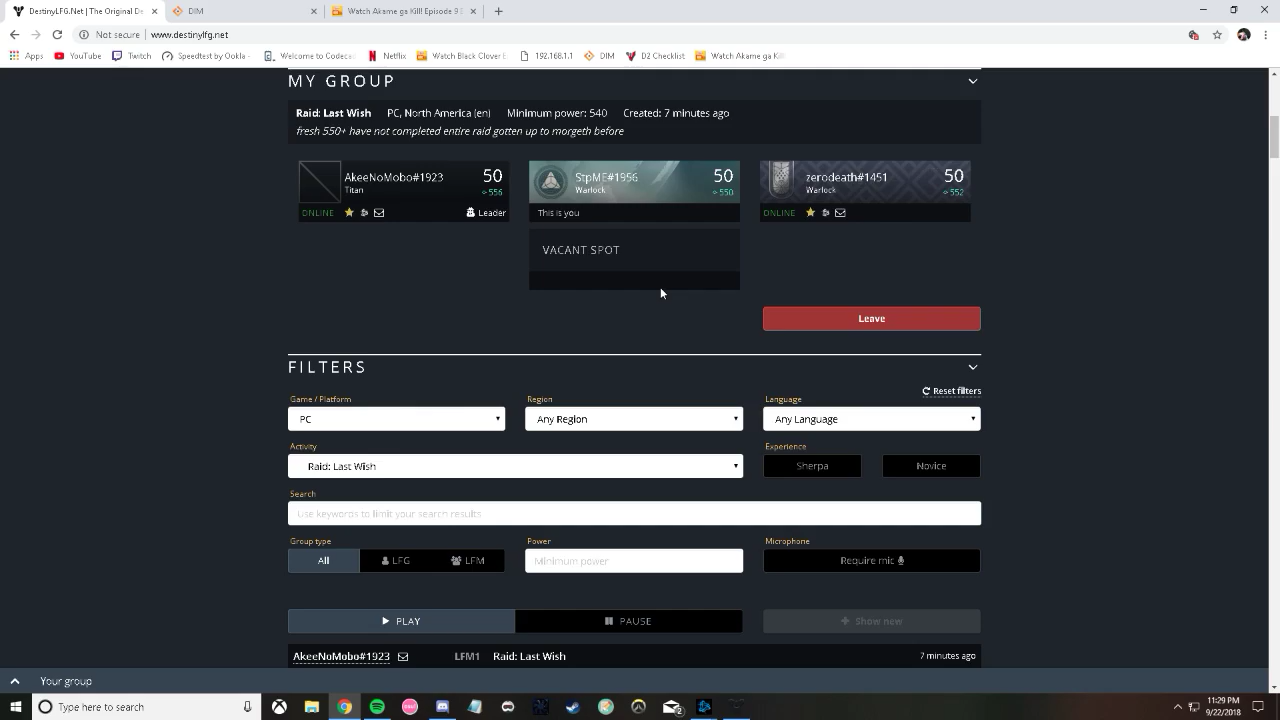 DestinyLFG.Net | The Original De
DIM
Watch Akame ga Kill! Episode 9 E
Not secure | www.destinylfg.net
Apps
YouTube
Twitch
Speedtest by Ookla -
Welcome to Codeca
Netflix
Watch Black Clover E
192.168.1.1
DIM
D2 Checklist
Watch Akame ga Kill
MY GROUP
Raid: Last Wish PC, North America (en) Minimum power: 540 Created: 7 minutes ago
fresh 550+ have not completed entire raid gotten up to morgeth before
AkeeNoMobo#1923 50
Titan 556
ONLINE Leader
StpME#1956 50
Warlock 550
This is you
zerodeath#1451 50
Warlock 552
ONLINE
VACANT SPOT
Leave
FILTERS
Reset filters
Game / Platform Region Language
PC Any Region Any Language
Activity Experience
Raid: Last Wish Sherpa Novice
Search
Use keywords to limit your search results
Group type Power Microphone
All LFG LFM Minimum power Require mic
PLAY PAUSE Show new
AkeeNoMobo#1923 LFM1 Raid: Last Wish 7 minutes ago
Your group
Type here to search
11:29 PM
9/22/2018